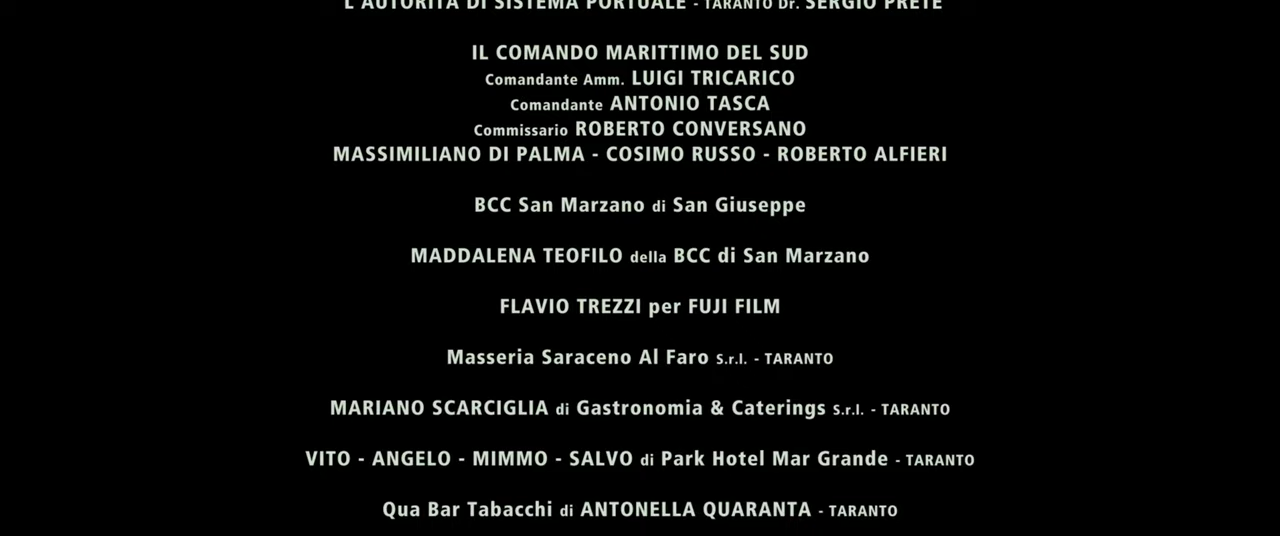 L'AUTORITÀ DI SISTEMA PORTUALE - TARANTO Dr. SERGIO PRETE
IL COMANDO MARITTIMO DEL SUD
Comandante Amm. LUIGI TRICARICO
Comandante ANTONIO TASCA
Commissario ROBERTO CONVERSANO
MASSIMILIANO DI PALMA - COSIMO RUSSO - ROBERTO ALFIERI
BCC San Marzano di San Giuseppe
MADDALENA TEOFILO della BCC di San Marzano
FLAVIO TREZZI per FUJI FILM
Masseria Saraceno Al Faro S.r.l. - TARANTO
MARIANO SCARCIGLIA di Gastronomia & Caterings S.r.l. - TARANTO
VITO - ANGELO - MIMMO - SALVO di Park Hotel Mar Grande - TARANTO
Qua Bar Tabacchi di ANTONELLA QUARANTA - TARANTO